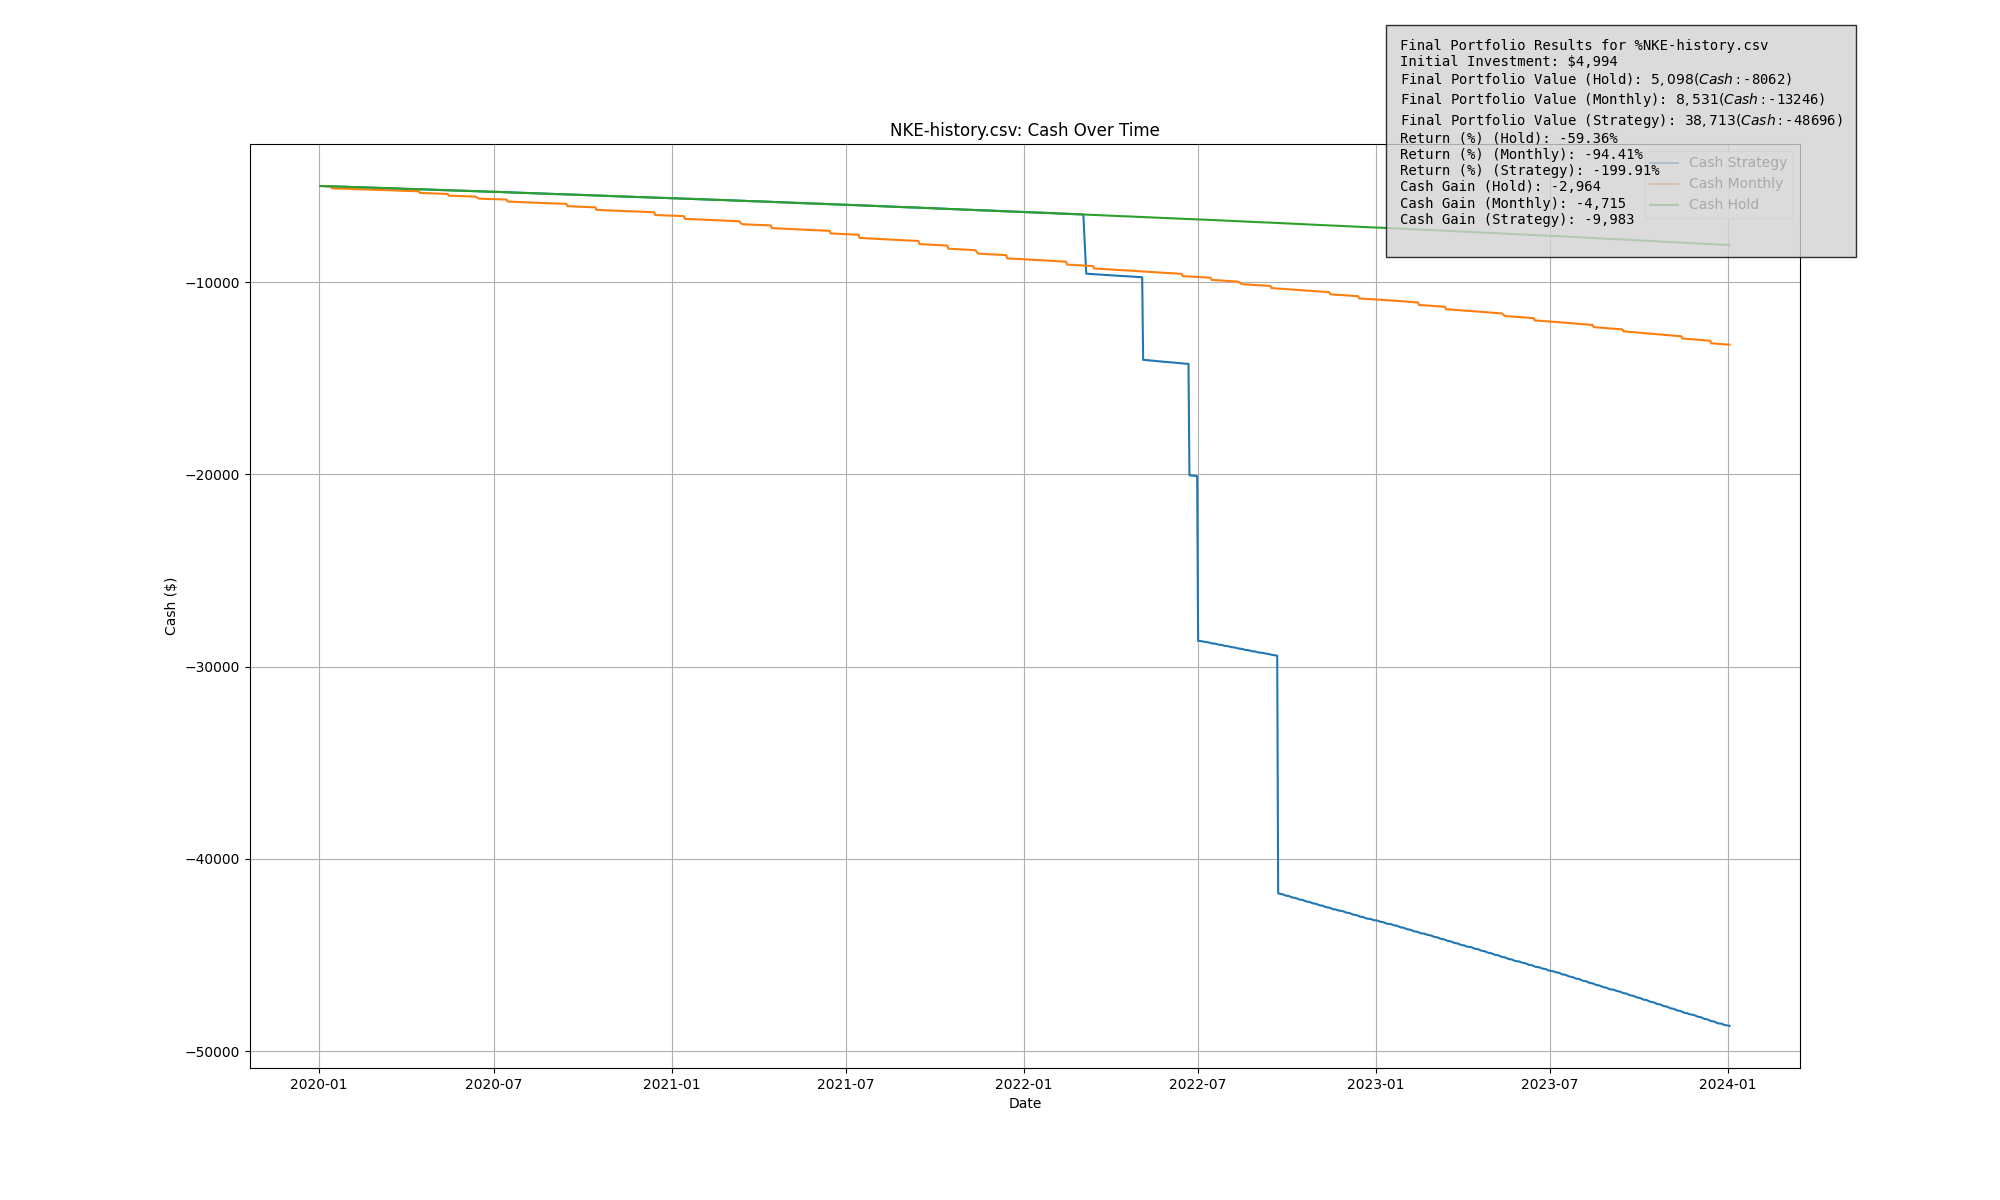 Final Portfolio Results for %NKE-history.csv
Initial Investment: $4,994
Final Portfolio Value (Hold): 5,098(Cash:-8062)
Final Portfolio Value (Monthly): 8,531(Cash:-13246)
Final Portfolio Value (Strategy): 38,713(Cash:-48696)
Return (%) (Hold): -59.36%
Return (%) (Monthly): -94.41%
Return (%) (Strategy): -199.91%
Cash Gain (Hold): -2,964
Cash Gain (Monthly): -4,715
Cash Gain (Strategy): -9,983
NKE-history.csv: Cash Over Time
Cash Strategy
Cash Monthly
Cash Hold
−10000
−20000
−30000
−40000
−50000
Cash ($)
2020-01 2020-07 2021-01 2021-07 2022-01 2022-07 2023-01 2023-07 2024-01
Date